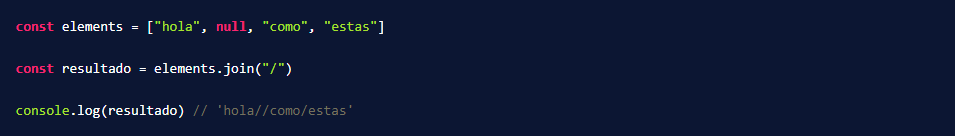 const elements = ["hola", null, "como", "estas"]
const resultado = elements.join("/")
console.log(resultado) // 'hola//como/estas'